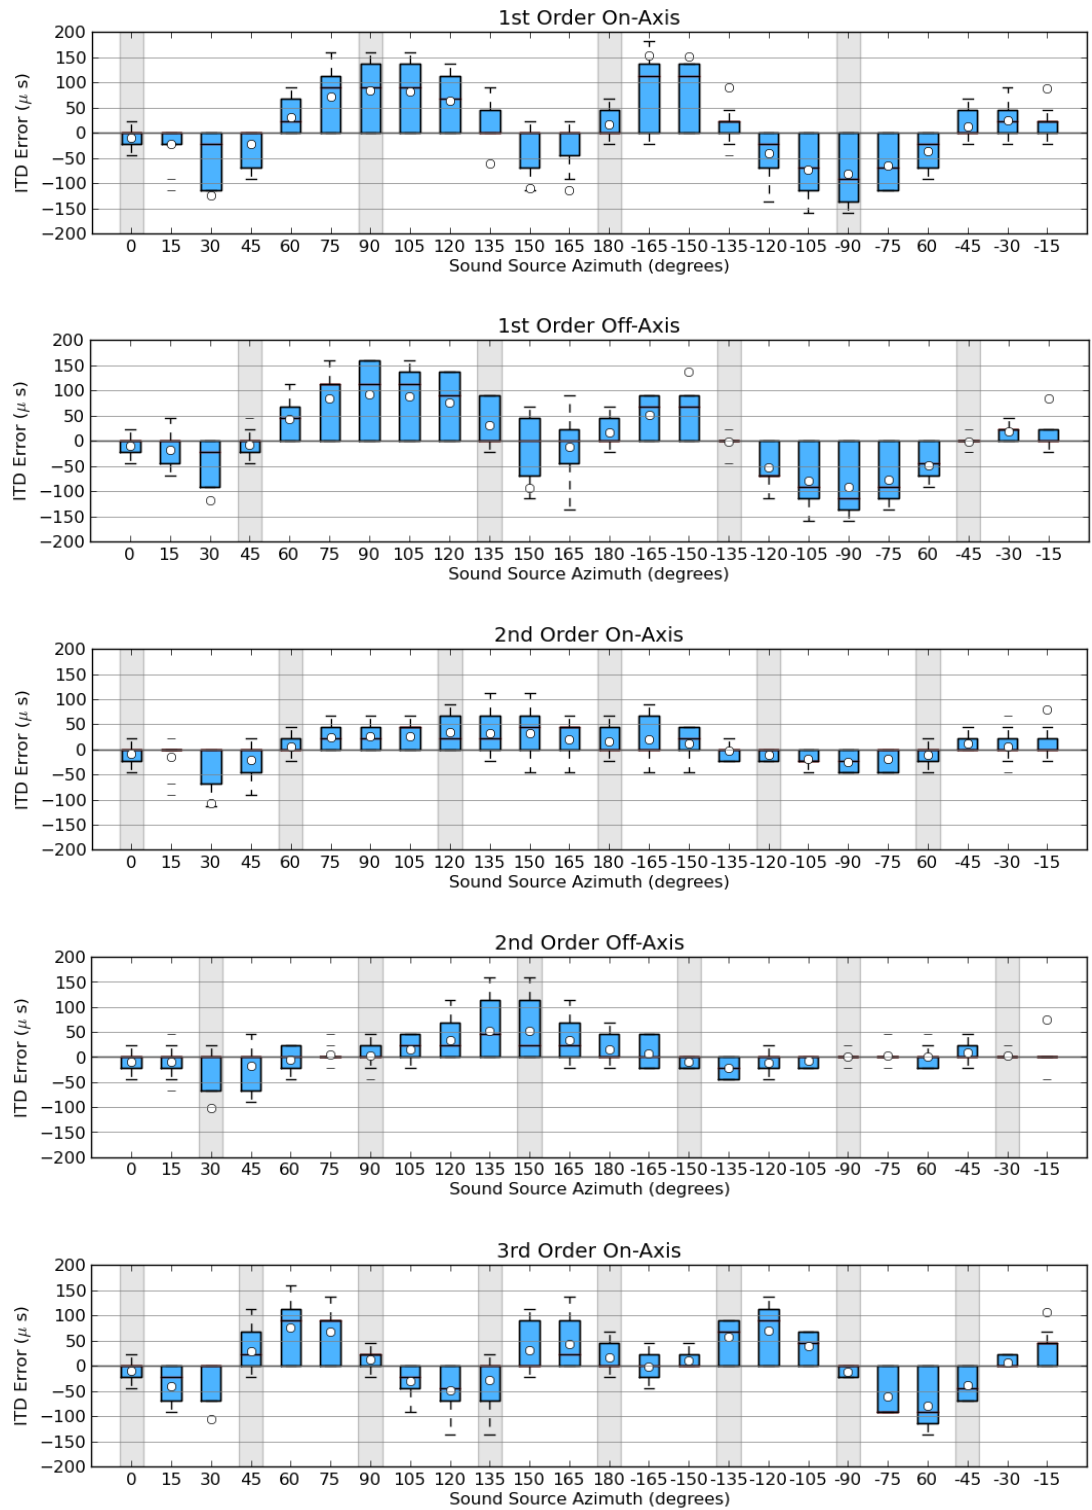 1st Order On-Axis
200
150
100
50
0
−50
−100
−150
−200
ITD Error (μ s)
0 15 30 45 60 75 90 105 120 135 150 165 180 -165 -150 -135 -120 -105 -90 -75 60 -45 -30 -15
Sound Source Azimuth (degrees)
1st Order Off-Axis
200
150
100
50
0
−50
−100
−150
−200
ITD Error (μ s)
0 15 30 45 60 75 90 105 120 135 150 165 180 -165 -150 -135 -120 -105 -90 -75 60 -45 -30 -15
Sound Source Azimuth (degrees)
2nd Order On-Axis
200
150
100
50
0
−50
−100
−150
−200
ITD Error (μ s)
0 15 30 45 60 75 90 105 120 135 150 165 180 -165 -150 -135 -120 -105 -90 -75 60 -45 -30 -15
Sound Source Azimuth (degrees)
2nd Order Off-Axis
200
150
100
50
0
−50
−100
−150
−200
ITD Error (μ s)
0 15 30 45 60 75 90 105 120 135 150 165 180 -165 -150 -135 -120 -105 -90 -75 60 -45 -30 -15
Sound Source Azimuth (degrees)
3rd Order On-Axis
200
150
100
50
0
−50
−100
−150
−200
ITD Error (μ s)
0 15 30 45 60 75 90 105 120 135 150 165 180 -165 -150 -135 -120 -105 -90 -75 60 -45 -30 -15
Sound Source Azimuth (degrees)